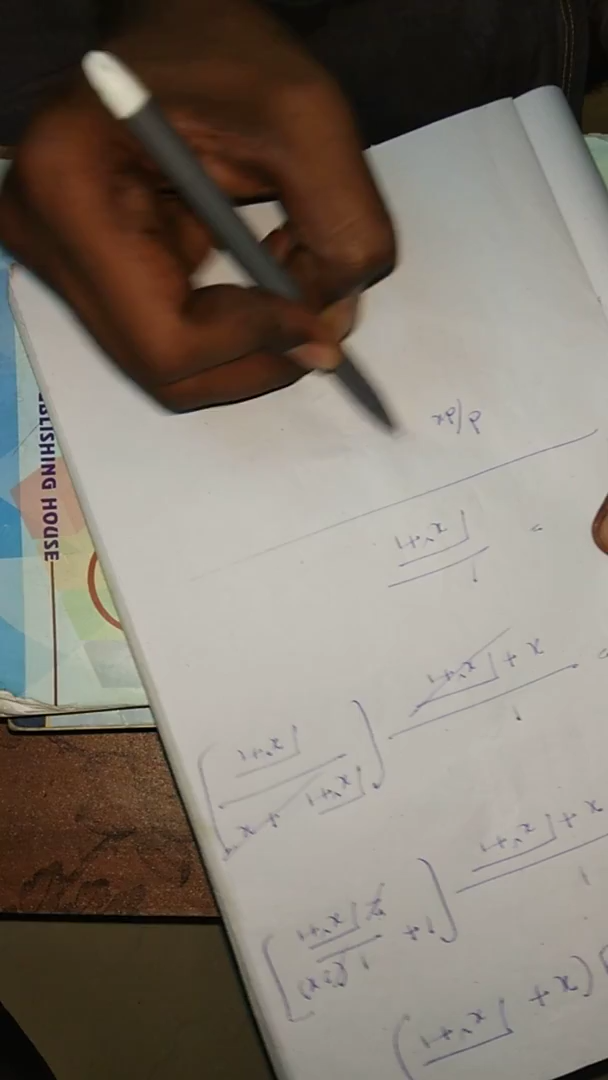 (x + √x²+1)
1 / x + √x²+1 [1 + 1 / 2√x²+1 (2x)]
= 1 / x + √x²+1 [√x²+1 + x / √x²+1]
= 1 / √x²+1
d/dx
BLISHING HOUSE